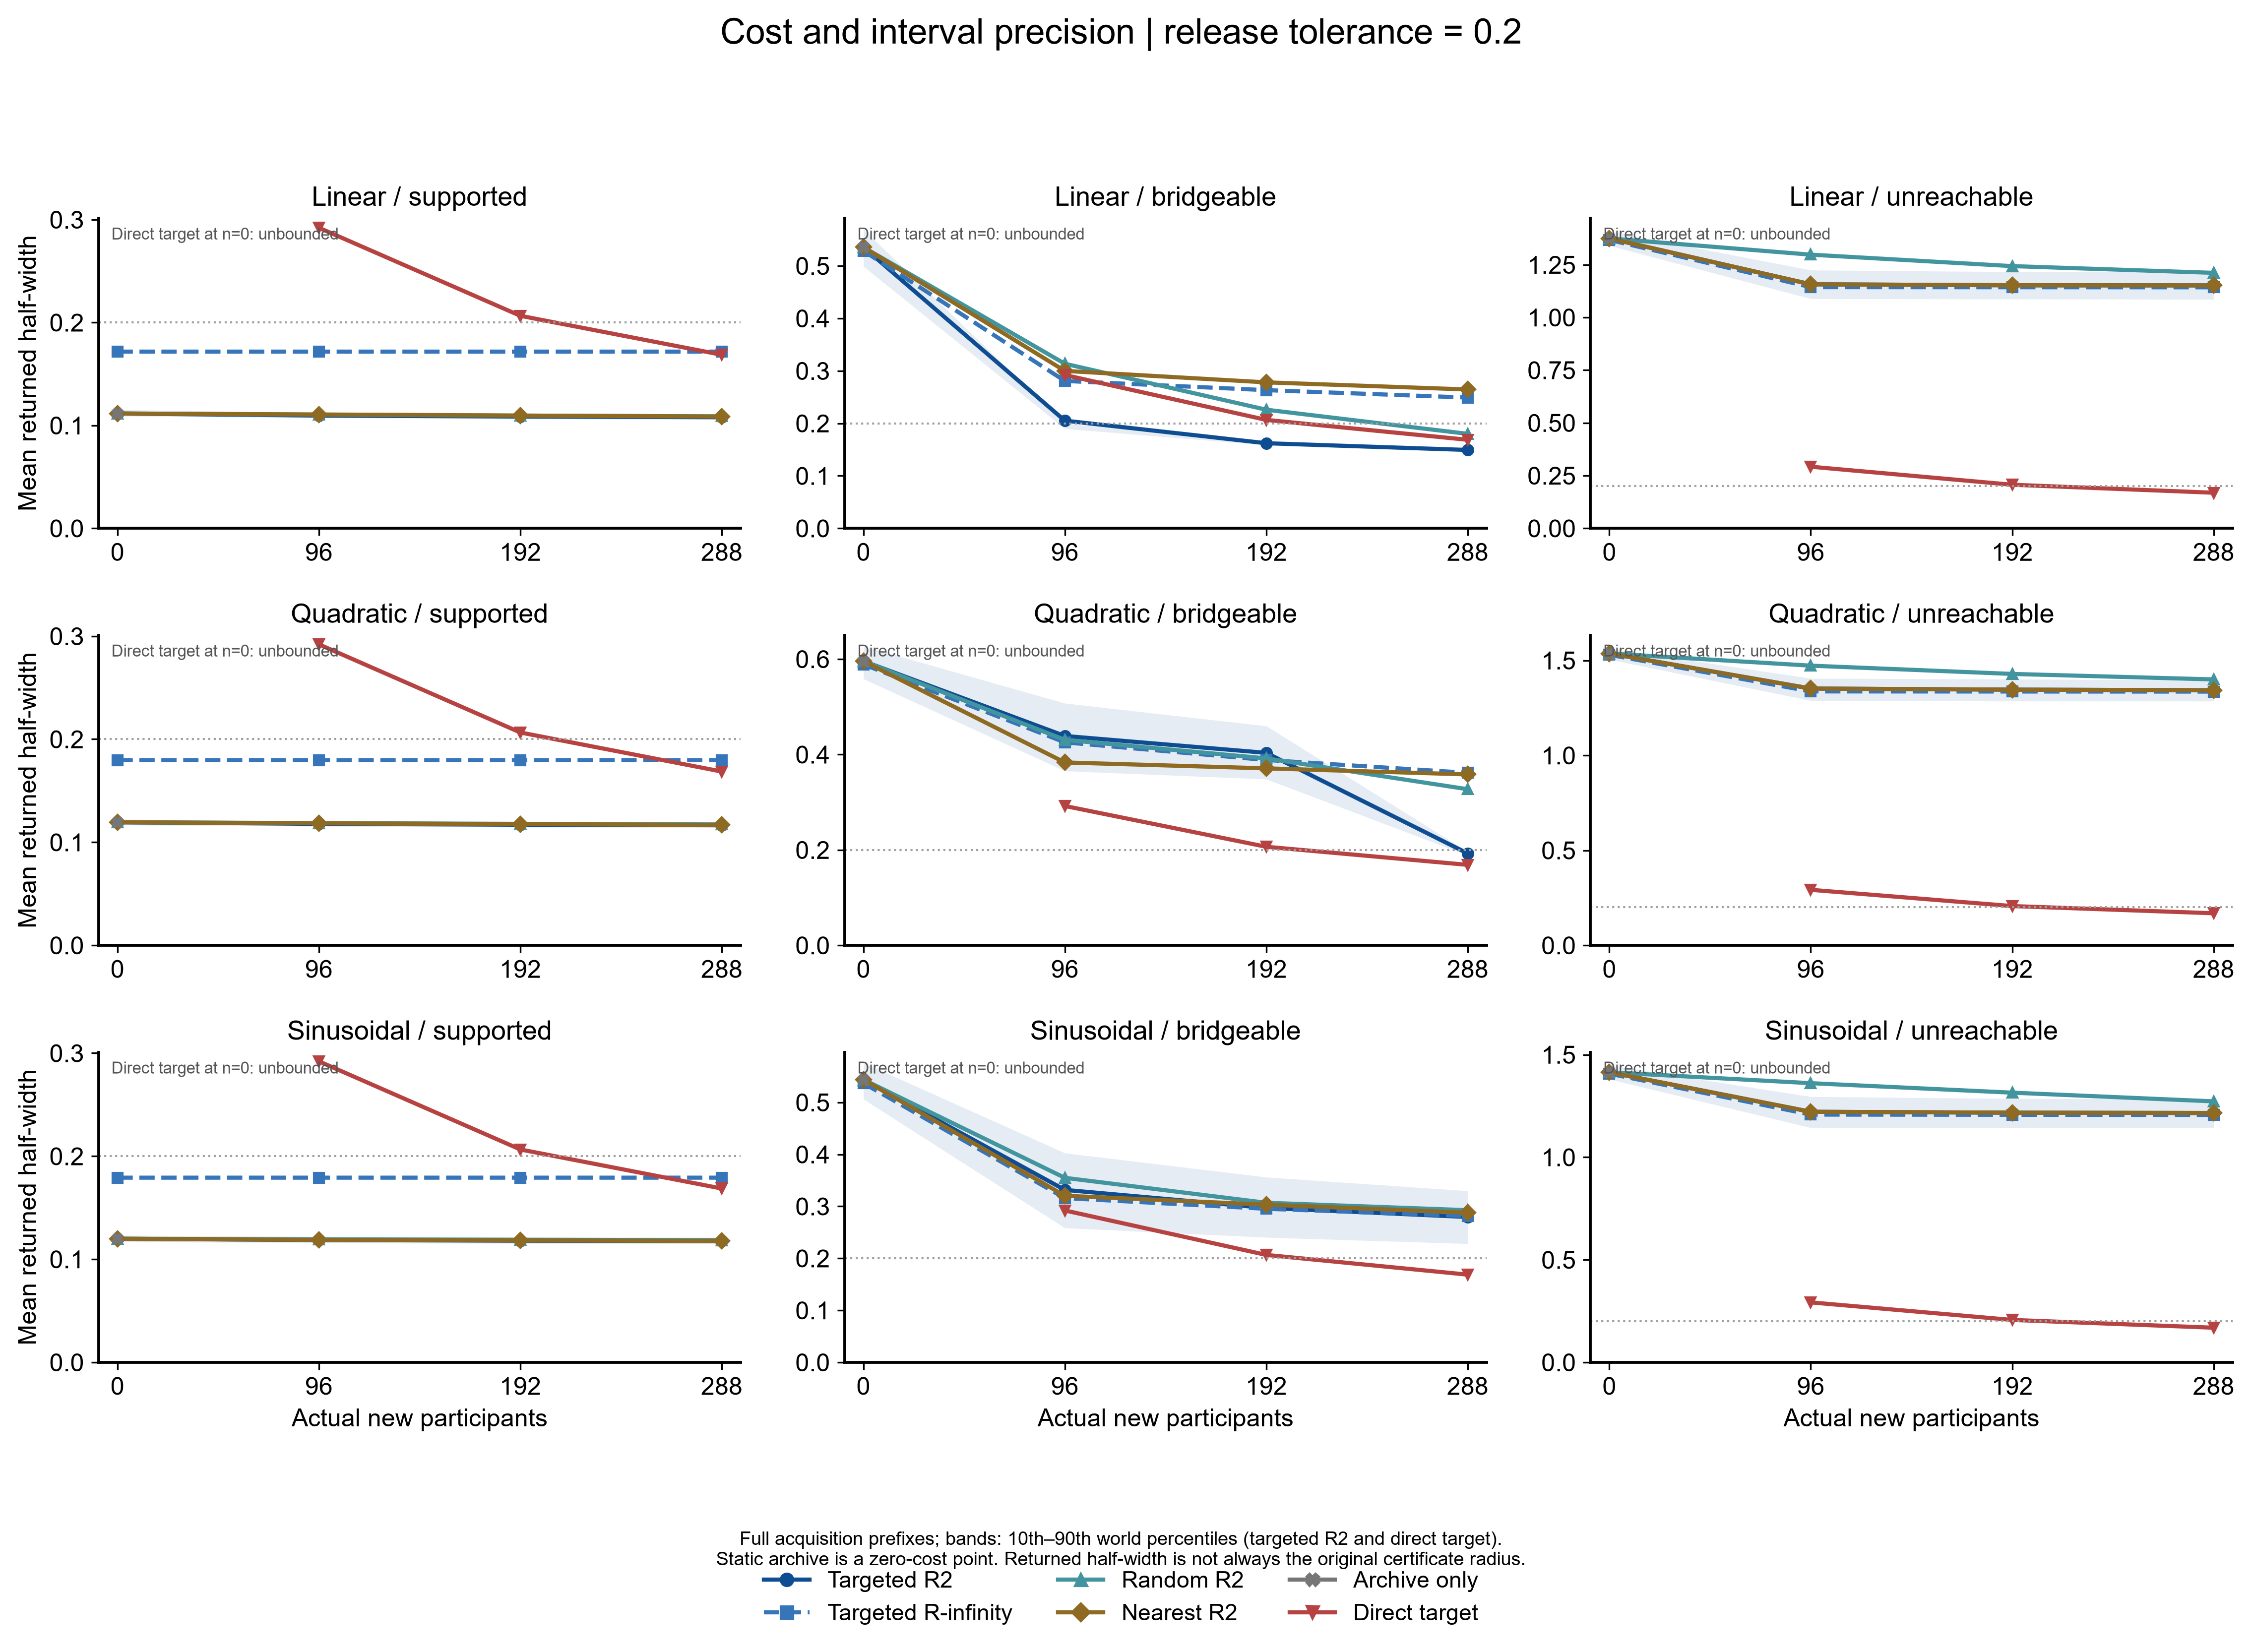 Cost and interval precision | release tolerance = 0.2
Linear / supported
Linear / bridgeable
Linear / unreachable
Mean returned half-width
Direct target at n=0: unbounded
0.3
0.2
0.1
0.0
0
96
192
288
Direct target at n=0: unbounded
0.5
0.4
0.3
0.2
0.1
0.0
0
96
192
288
Direct target at n=0: unbounded
1.25
1.00
0.75
0.50
0.25
0.00
0
96
192
288
Quadratic / supported
Quadratic / bridgeable
Quadratic / unreachable
Mean returned half-width
Direct target at n=0: unbounded
0.3
0.2
0.1
0.0
0
96
192
288
Direct target at n=0: unbounded
0.6
0.4
0.2
0.0
0
96
192
288
Direct target at n=0: unbounded
1.5
1.0
0.5
0.0
0
96
192
288
Sinusoidal / supported
Sinusoidal / bridgeable
Sinusoidal / unreachable
Mean returned half-width
Direct target at n=0: unbounded
0.3
0.2
0.1
0.0
0
96
192
288
Actual new participants
Direct target at n=0: unbounded
0.5
0.4
0.3
0.2
0.1
0.0
0
96
192
288
Actual new participants
Direct target at n=0: unbounded
1.5
1.0
0.5
0.0
0
96
192
288
Actual new participants
Full acquisition prefixes; bands: 10th–90th world percentiles (targeted R2 and direct target).
Static archive is a zero-cost point. Returned half-width is not always the original certificate radius.
Targeted R2
Random R2
Archive only
Targeted R-infinity
Nearest R2
Direct target